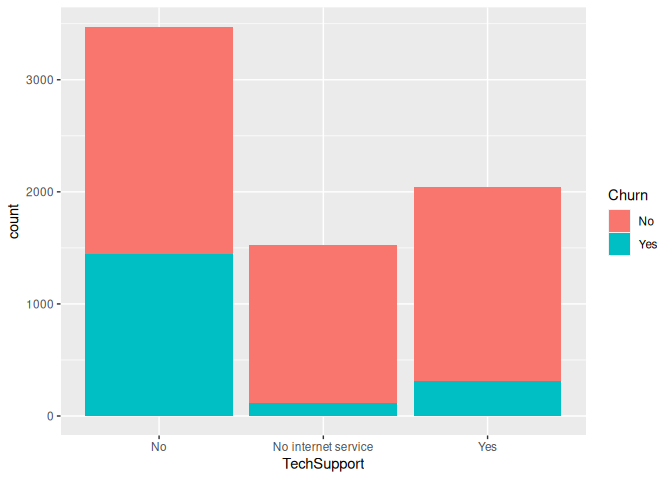 3000
2000
1000
0
count
No
No internet service
Yes
TechSupport
Churn
No
Yes